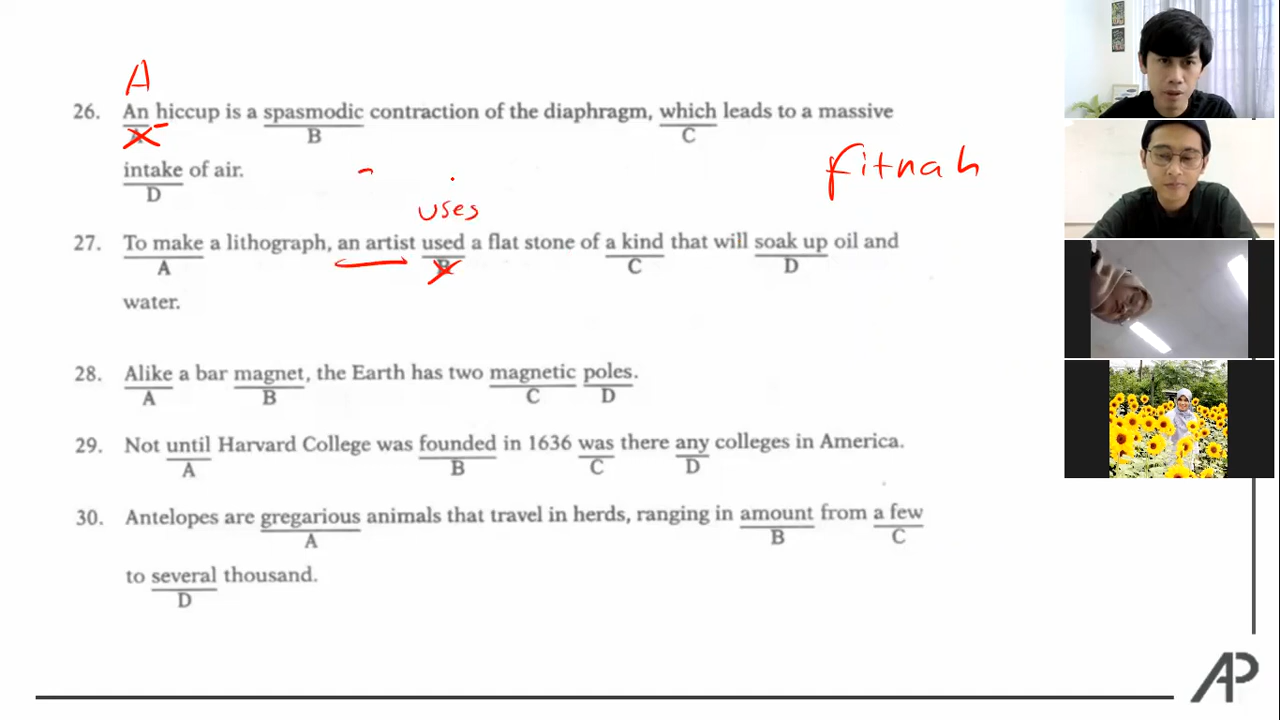 A
26. An hiccup is a spasmodic contraction of the diaphragm, which leads to a massive
A B C
intake of air.
D
fitnah
uses
27. To make a lithograph, an artist used a flat stone of a kind that will soak up oil and
A B C D
water.
28. Alike a bar magnet, the Earth has two magnetic poles.
A B C D
29. Not until Harvard College was founded in 1636 was there any colleges in America.
A B C D
30. Antelopes are gregarious animals that travel in herds, ranging in amount from a few
A B C
to several thousand.
D
AP